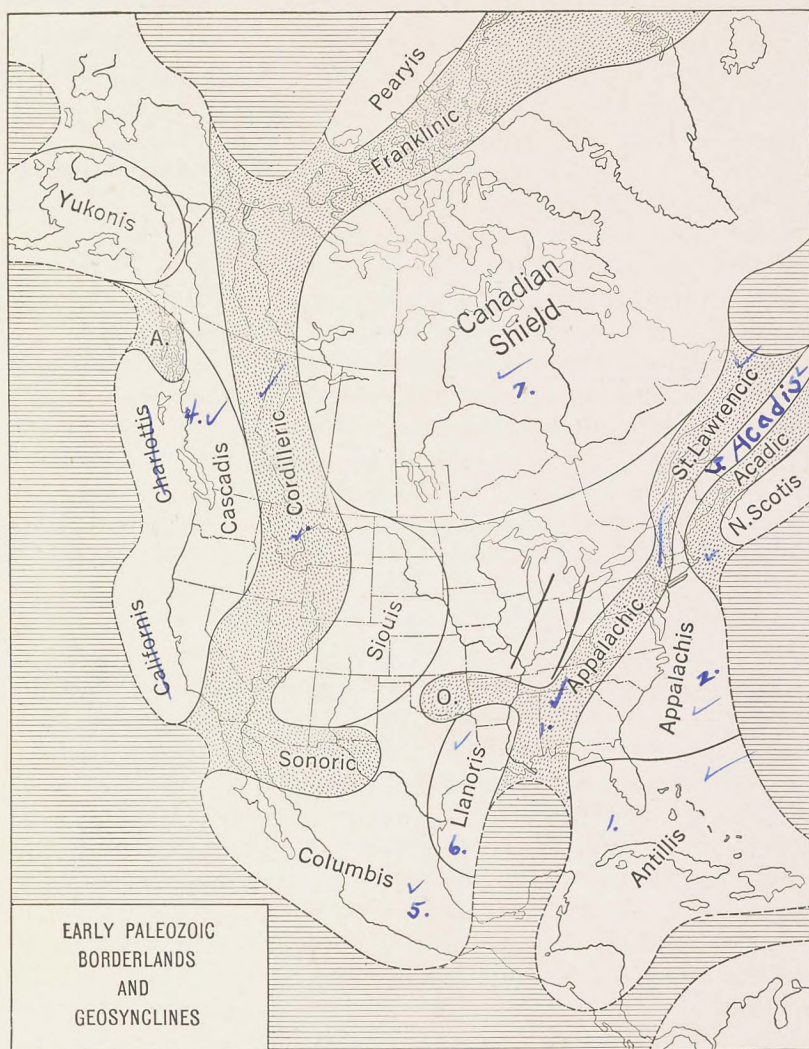 Pearyis
Franklinic
Yukonis
Canadian
Shield
7.
A.
Charlottis
4.
Cascadis
Cordilleric
St. Lawrencic
Acadis
Acadic
N. Scotis
Californis
Siouis
O.
Appalachic
1.
Appalachis
2.
Sonoric
Llanoris
6.
1.
Antillis
Columbis
5.
EARLY PALEOZOIC
BORDERLANDS
AND
GEOSYNCLINES